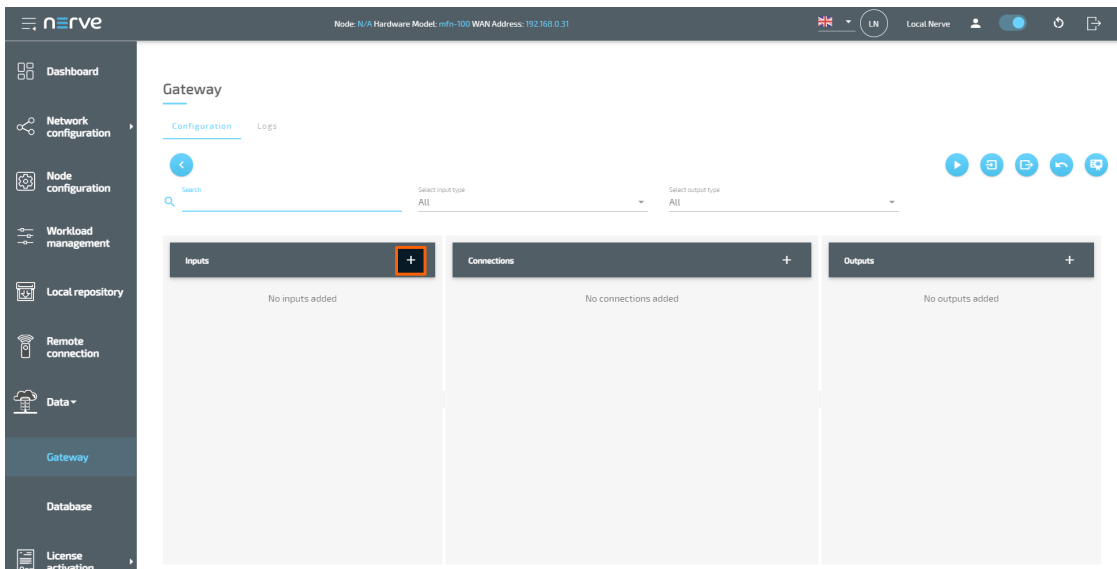 nerve
Node: N/A Hardware Model: mfn-100 WAN Address: 192.168.0.31
LN
Local Nerve
Dashboard
Network
configuration
Node
configuration
Workload
management
Local repository
Remote
connection
Data
Gateway
Database
License
activation
Gateway
Configuration
Logs
Search
Select input type
All
Select output type
All
Inputs
+
Connections
+
Outputs
+
No inputs added
No connections added
No outputs added